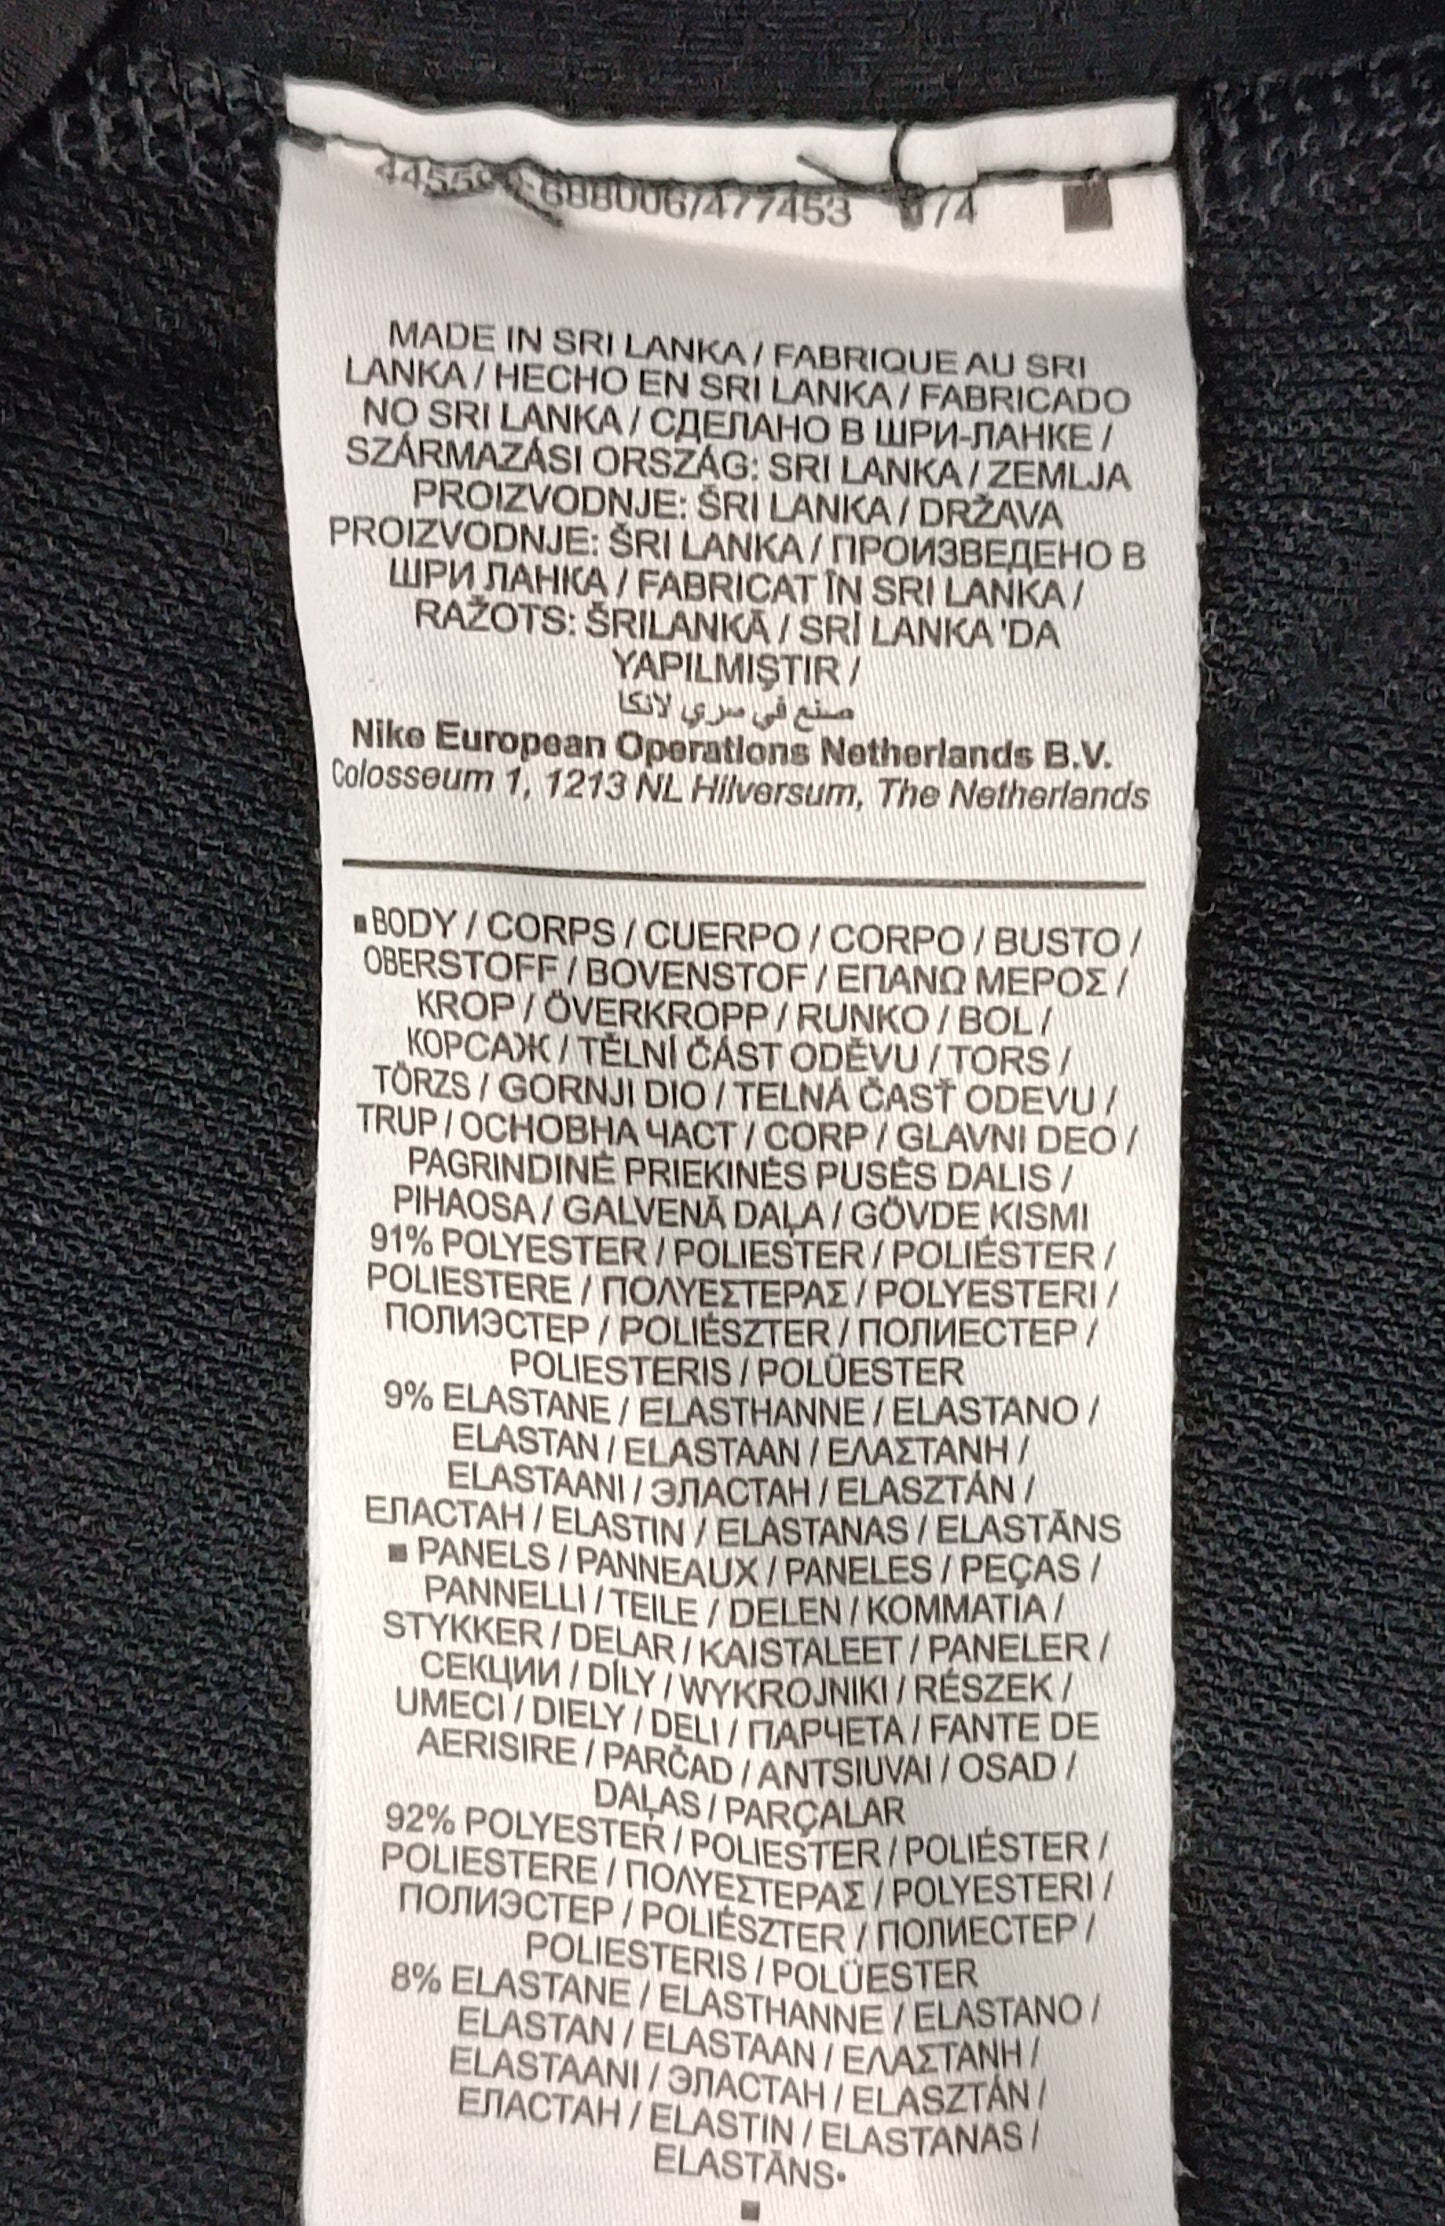 688006/477453 /4
MADE IN SRI LANKA / FABRIQUE AU SRI
LANKA / HECHO EN SRI LANKA / FABRICADO
NO SRI LANKA / СДЕЛАНО В ШРИ-ЛАНКЕ /
SZÁRMAZÁSI ORSZÁG: SRI LANKA / ZEMLJA
PROIZVODNJE: ŠRI LANKA / DRŽAVA
PROIZVODNJE: ŠRI LANKA / ПРОИЗВЕДЕНО В
ШРИ ЛАНКА / FABRICAT ÎN SRI LANKA /
RAŽOTS: ŠRILANKĀ / SRİ LANKA 'DA
YAPILMIŞTIR /
صنع في سري لانكا
Nike European Operations Netherlands B.V.
Colosseum 1, 1213 NL Hilversum, The Netherlands
▪BODY / CORPS / CUERPO / CORPO / BUSTO /
OBERSTOFF / BOVENSTOF / ΕΠΑΝΩ ΜΕΡΟΣ /
KROP / ÖVERKROPP / RUNKO / BOL /
КОРСАЖ / TĚLNÍ ČÁST ODĚVU / TORS /
TÖRZS / GORNJI DIO / TELNÁ ČASŤ ODEVU /
TRUP / ОСНОВНА ЧАСТ / CORP / GLAVNI DEO /
PAGRINDINĖ PRIEKINĖS PUSĖS DALIS /
PIHAOSA / GALVENĀ DAĻA / GÖVDE KISMI
91% POLYESTER / POLIESTER / POLIÉSTER /
POLIESTERE / ΠΟΛΥΕΣΤΕΡΑΣ / POLYESTERI /
ПОЛИЭСТЕР / POLIÉSZTER / ПОЛИЕСТЕР /
POLIESTERIS / POLÜESTER
9% ELASTANE / ELASTHANNE / ELASTANO /
ELASTAN / ELASTAAN / ΕΛΑΣΤΑΝΗ /
ELASTAANI / ЭЛАСТАН / ELASZTÁN /
ЕЛАСТАН / ELASTIN / ELASTANAS / ELASTĀNS
▪ PANELS / PANNEAUX / PANELES / PEÇAS /
PANNELLI / TEILE / DELEN / ΚΟΜΜΑΤΙΑ /
STYKKER / DELAR / KAISTALEET / PANELER /
СЕКЦИИ / DÍLY / WYKROJNIKI / RÉSZEK /
UMECI / DIELY / DELI / ПАРЧЕТА / FANTE DE
AERISIRE / PARČAD / ANTSIUVAI / OSAD /
DAĻAS / PARÇALAR
92% POLYESTER / POLIESTER / POLIÉSTER /
POLIESTERE / ΠΟΛΥΕΣΤΕΡΑΣ / POLYESTERI /
ПОЛИЭСТЕР / POLIÉSZTER / ПОЛИЕСТЕР /
POLIESTERIS / POLÜESTER
8% ELASTANE / ELASTHANNE / ELASTANO /
ELASTAN / ELASTAAN / ΕΛΑΣΤΑΝΗ /
ELASTAANI / ЭЛАСТАН / ELASZTÁN /
ЕЛАСТАН / ELASTIN / ELASTANAS /
ELASTĀNS•